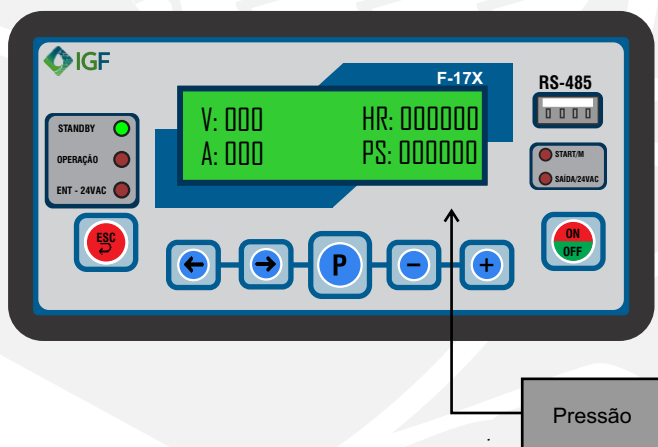 IGF
F-17X
RS-485
V: 000
HR: 000000
A: 000
PS: 000000
STANDBY
OPERAÇÃO
ENT - 24VAC
START/M
SAÍDA/24VAC
ESC
P
ON
OFF
Pressão